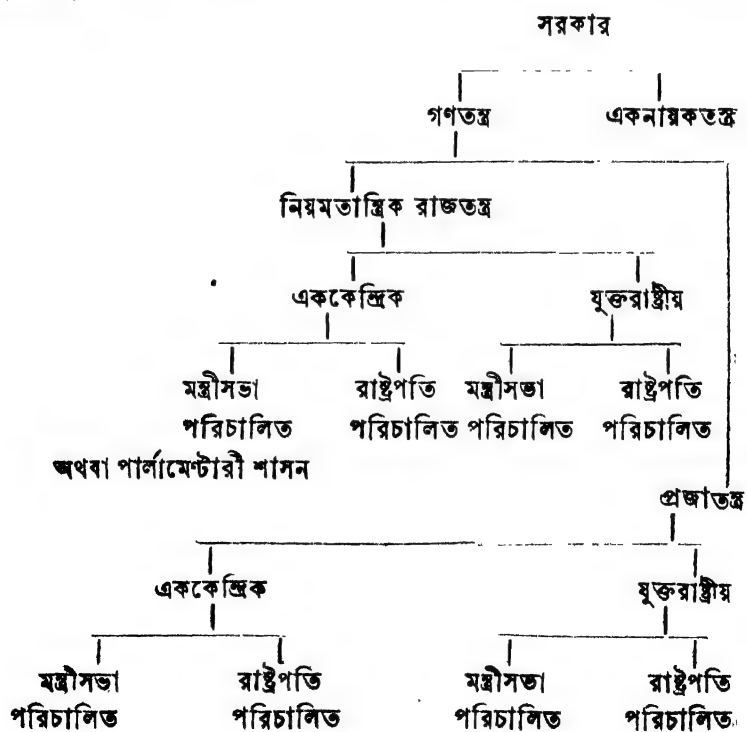 সরকার
গণতন্ত্র একনায়কতন্ত্র
নিয়মতান্ত্রিক রাজতন্ত্র
এককেন্দ্রিক যুক্তরাষ্ট্রীয়
মন্ত্রীসভা রাষ্ট্রপতি মন্ত্রীসভা রাষ্ট্রপতি
পরিচালিত পরিচালিত পরিচালিত পরিচালিত
অথবা পার্লামেন্টারী শাসন
প্রজাতন্ত্র
এককেন্দ্রিক যুক্তরাষ্ট্রীয়
মন্ত্রীসভা রাষ্ট্রপতি মন্ত্রীসভা রাষ্ট্রপতি
পরিচালিত পরিচালিত পরিচালিত পরিচালিত